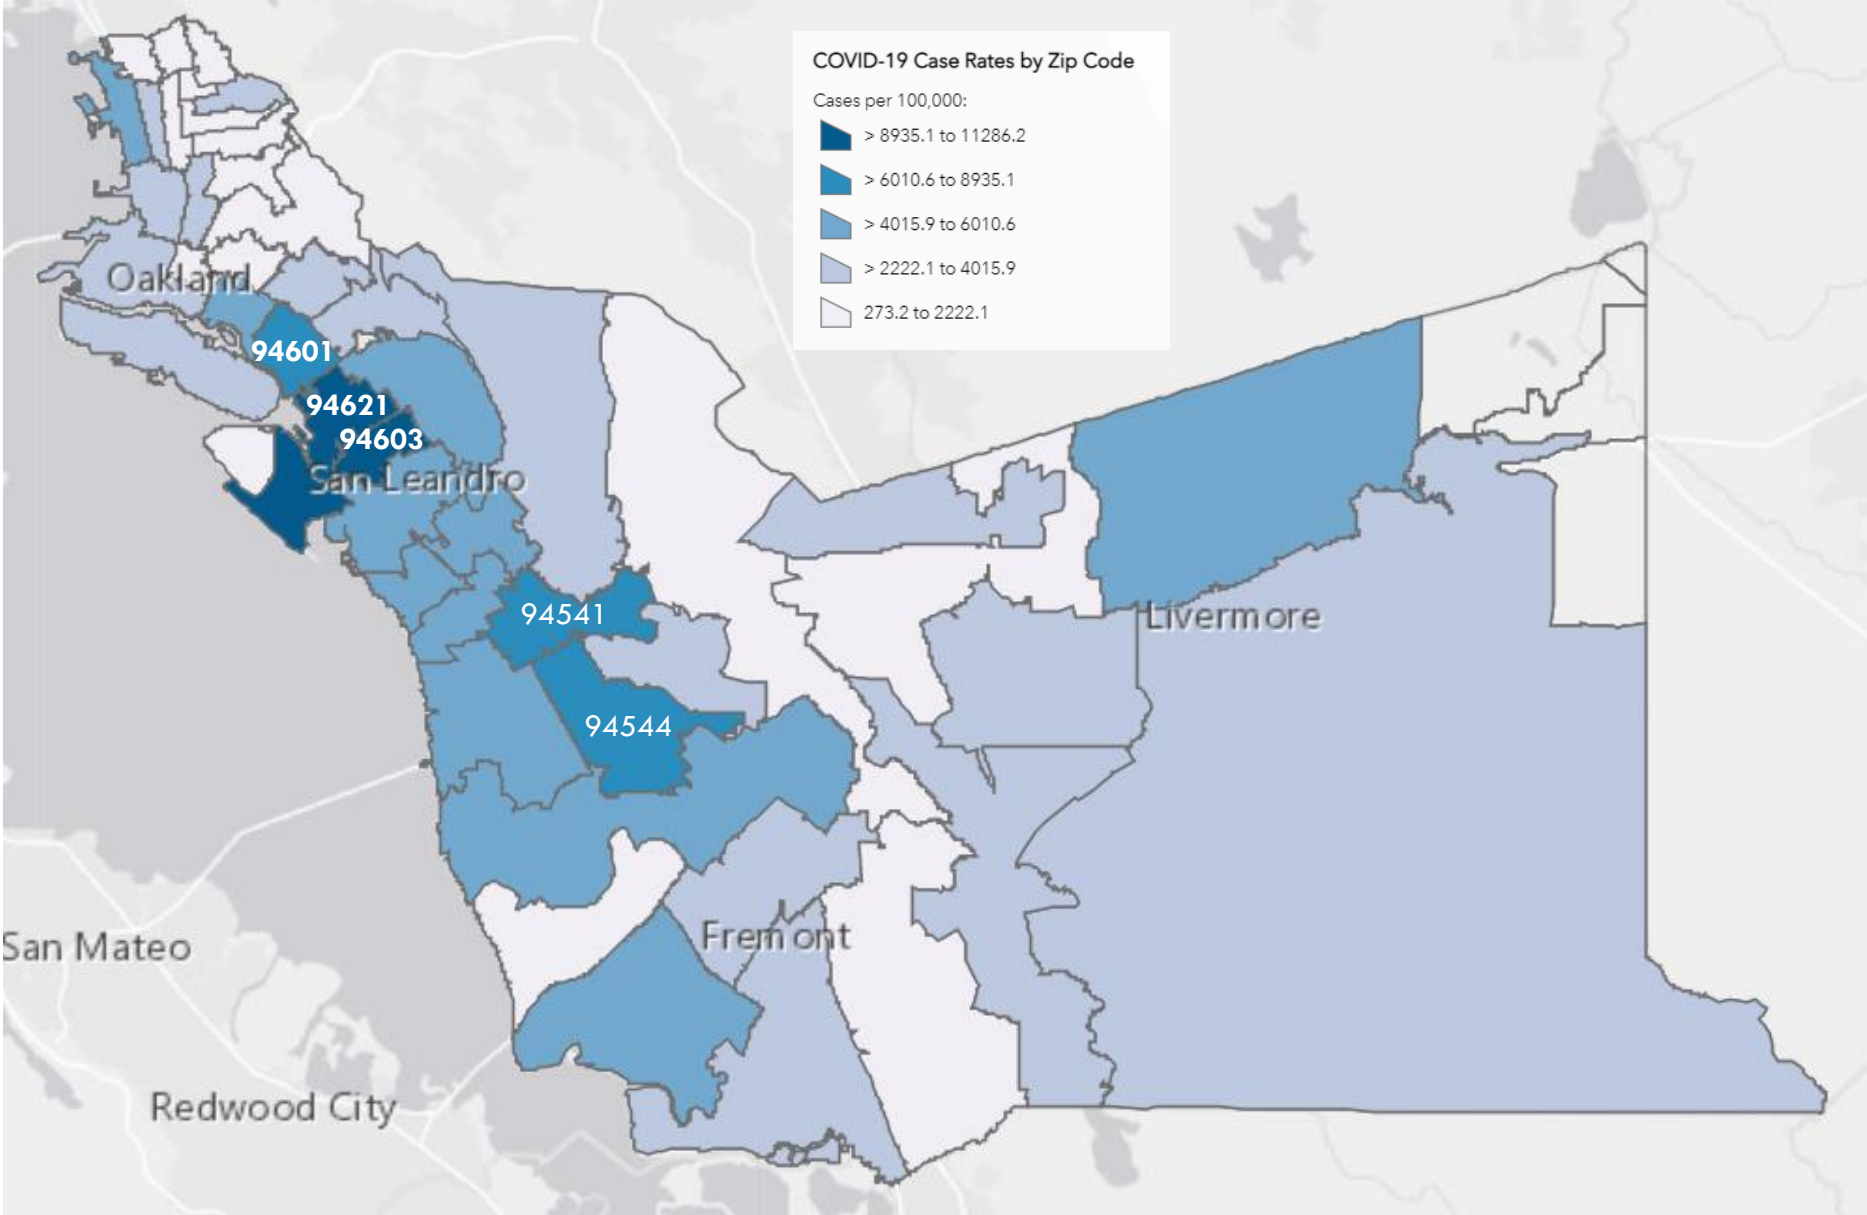 COVID-19 Case Rates by Zip Code
Cases per 100,000:
> 8935.1 to 11286.2
> 6010.6 to 8935.1
> 4015.9 to 6010.6
> 2222.1 to 4015.9
273.2 to 2222.1
Oakland
94601
94621
94603
San Leandro
94541
Livermore
94544
Fremont
San Mateo
Redwood City